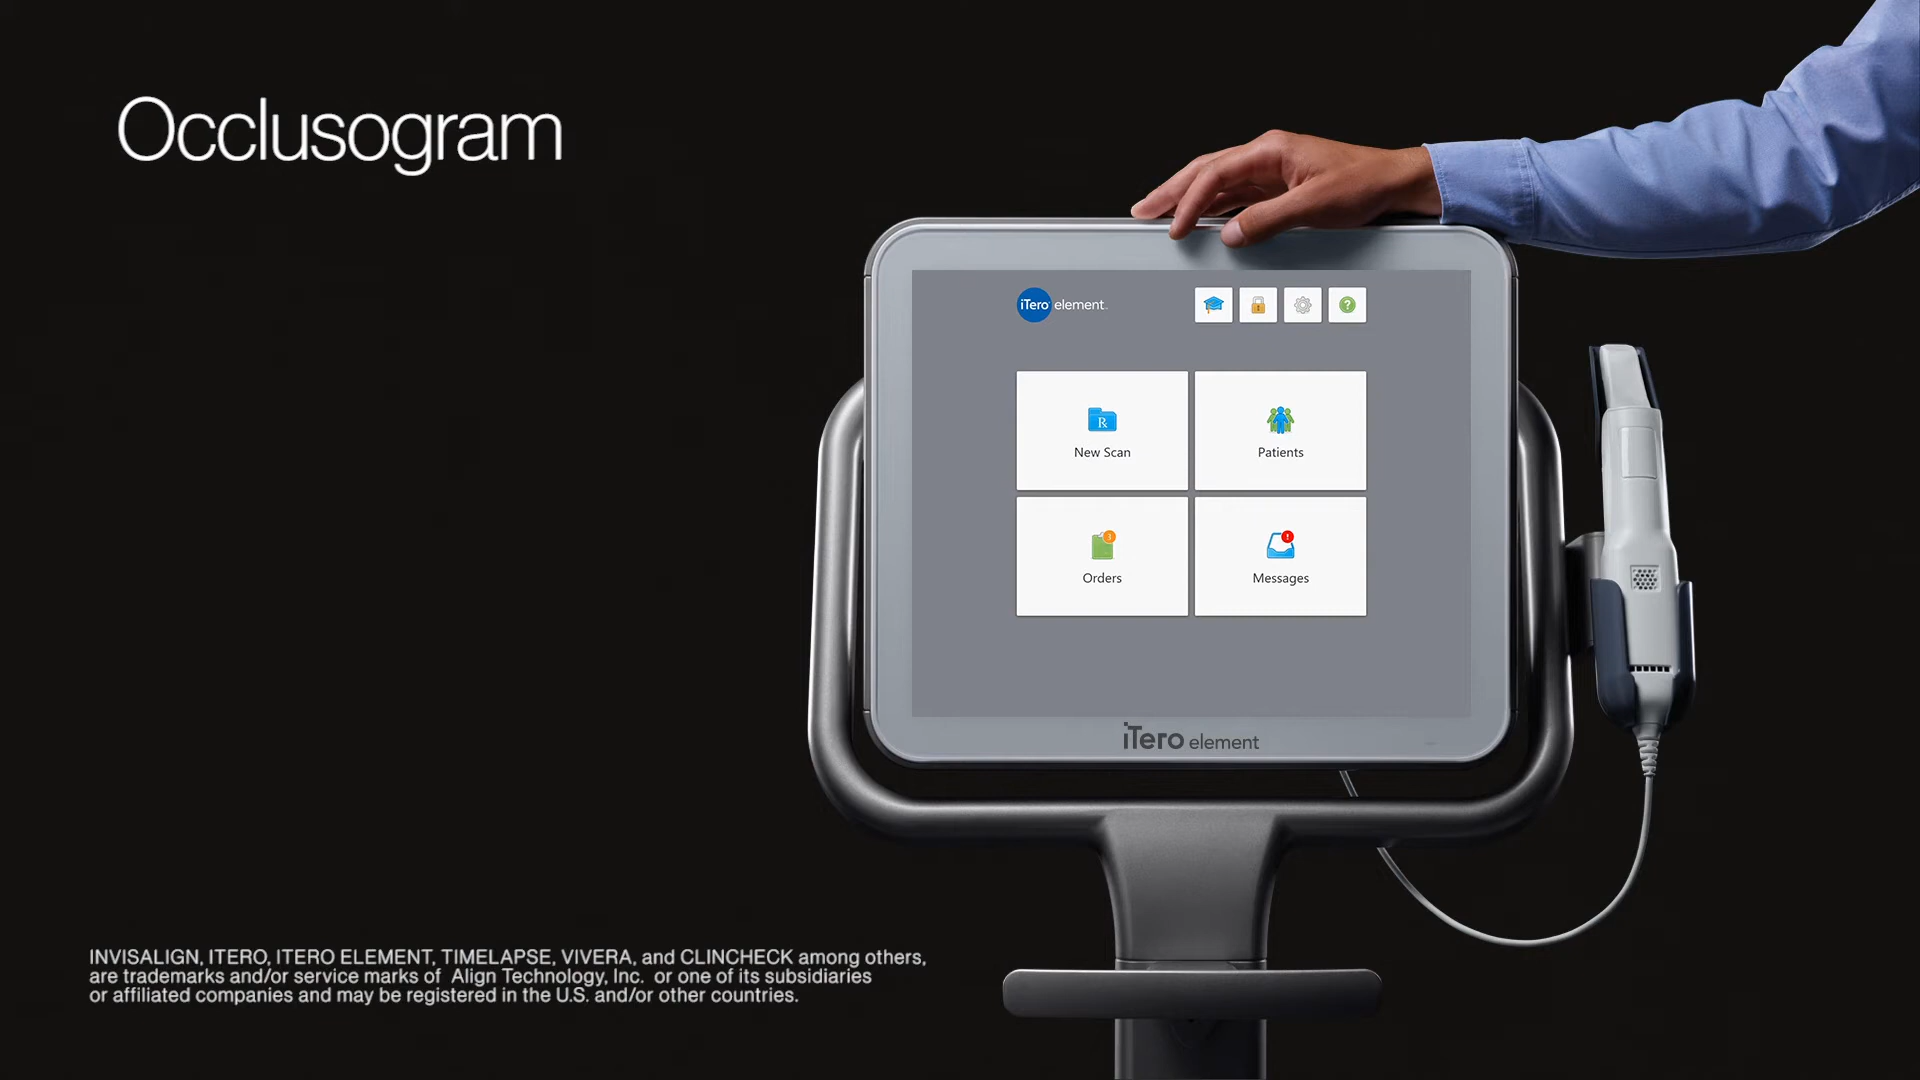 Occlusogram
iTero element
?
R
New Scan
Patients
3
!
Orders
Messages
iTero element
INVISALIGN, ITERO, ITERO ELEMENT, TIMELAPSE, VIVERA, and CLINCHECK among others,
are trademarks and/or service marks of Align Technology, Inc. or one of its subsidiaries
or affiliated companies and may be registered in the U.S. and/or other countries.